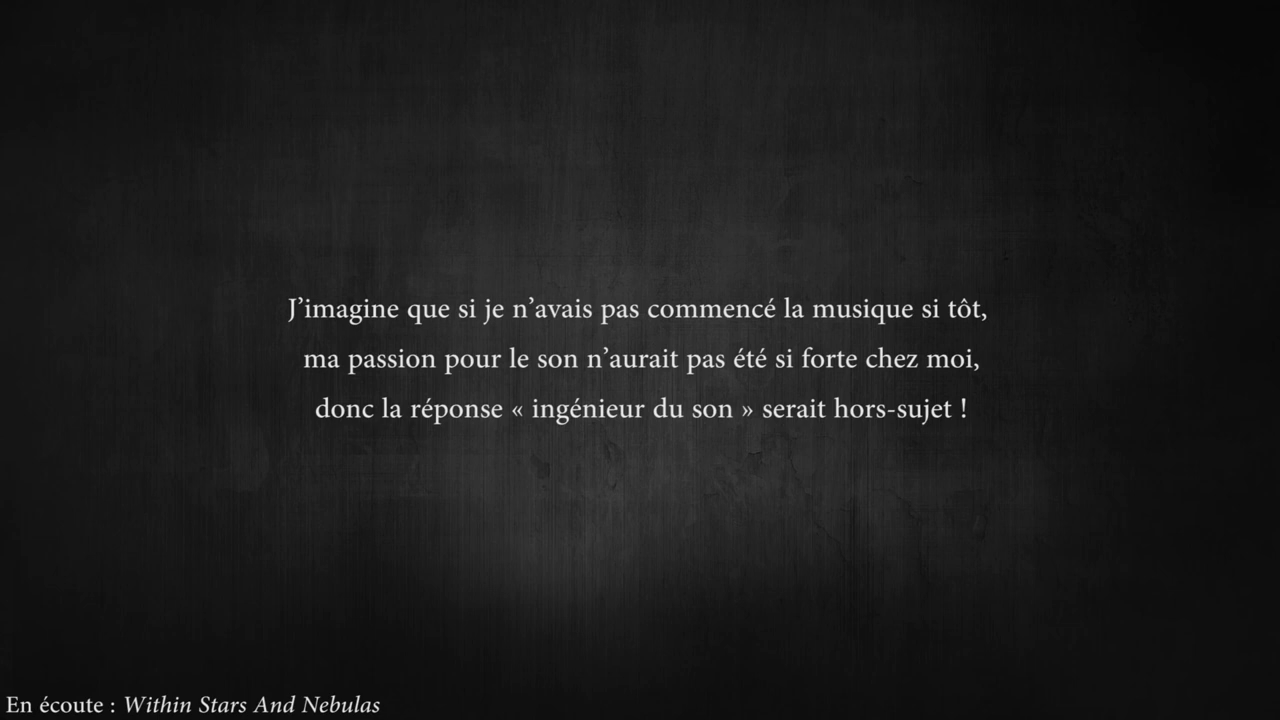 J’imagine que si je n’avais pas commencé la musique si tôt,
ma passion pour le son n’aurait pas été si forte chez moi,
donc la réponse « ingénieur du son » serait hors-sujet !
En écoute : Within Stars And Nebulas